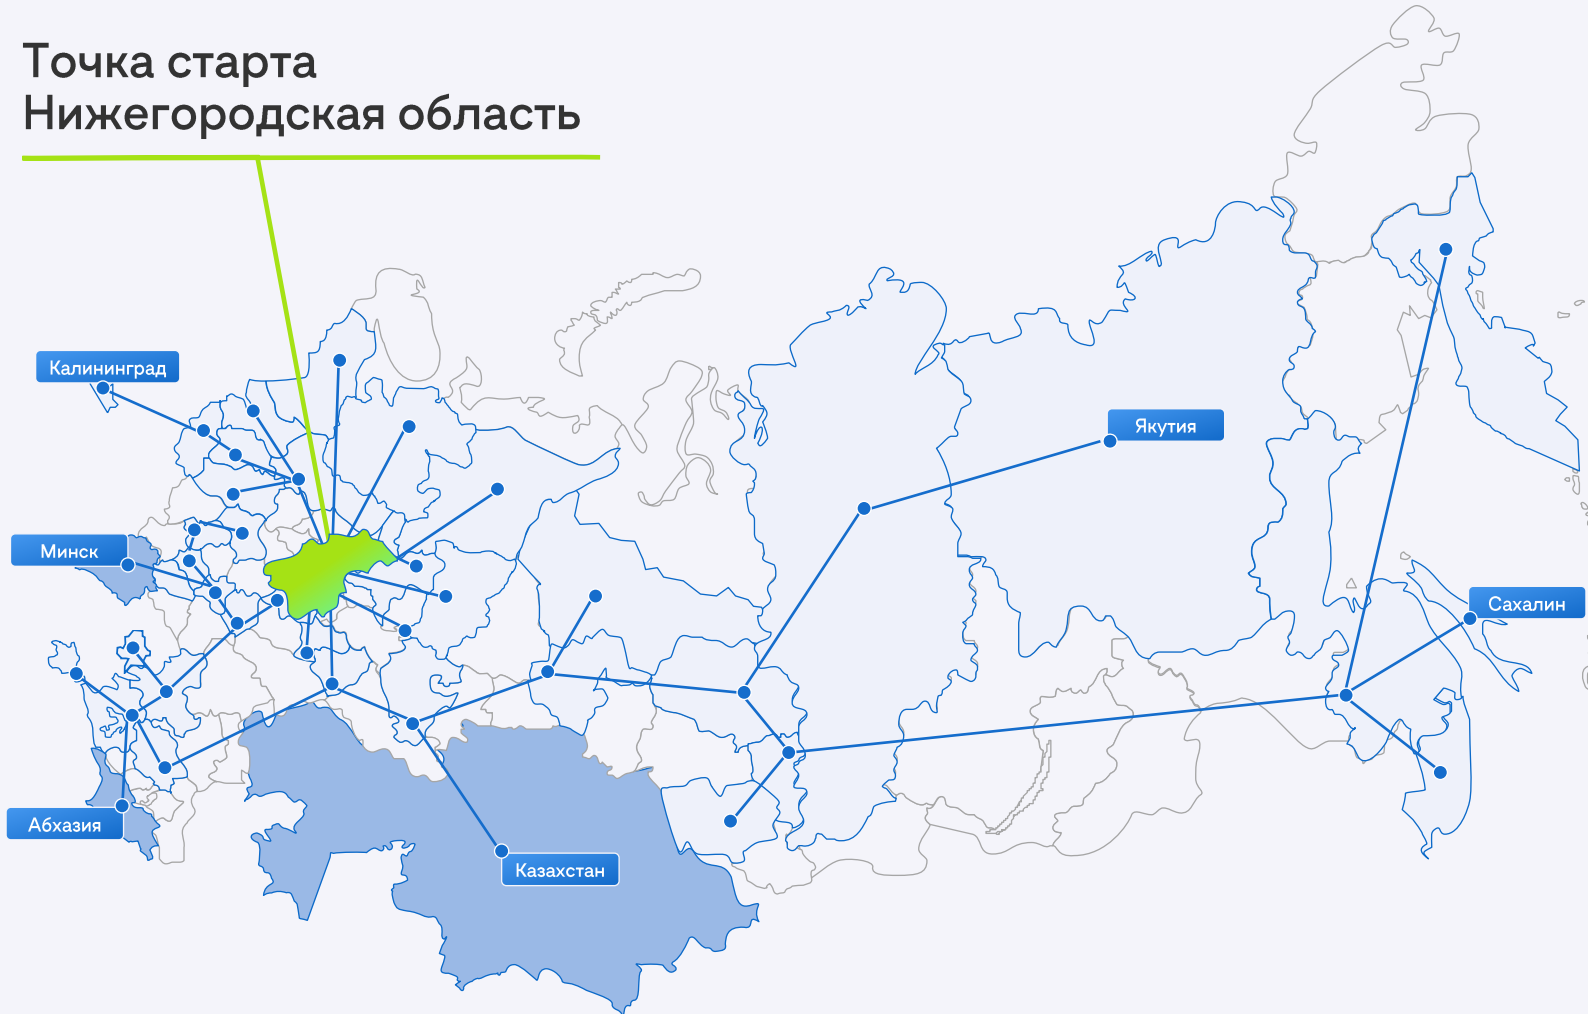 Точка старта
Нижегородская область
Калининград
Якутия
Минск
Сахалин
Абхазия
Казахстан